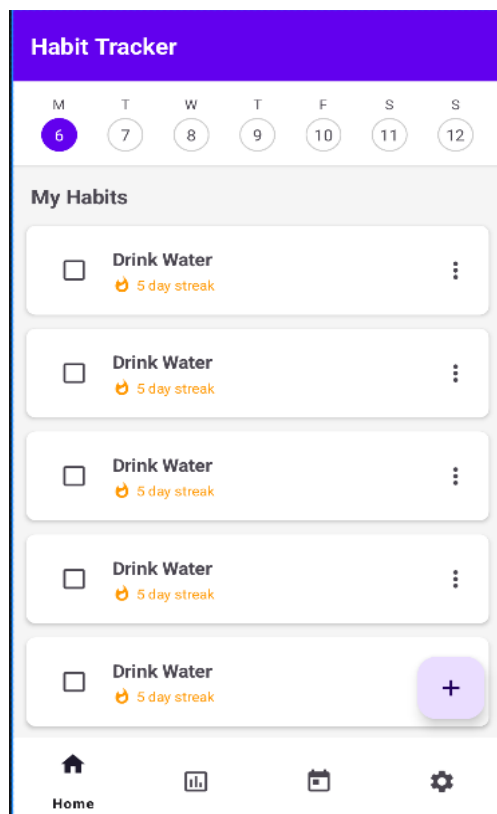 Habit Tracker
M T W T F S S
6 7 8 9 10 11 12
My Habits
Drink Water
5 day streak
Drink Water
5 day streak
Drink Water
5 day streak
Drink Water
5 day streak
Drink Water
5 day streak
+
Home